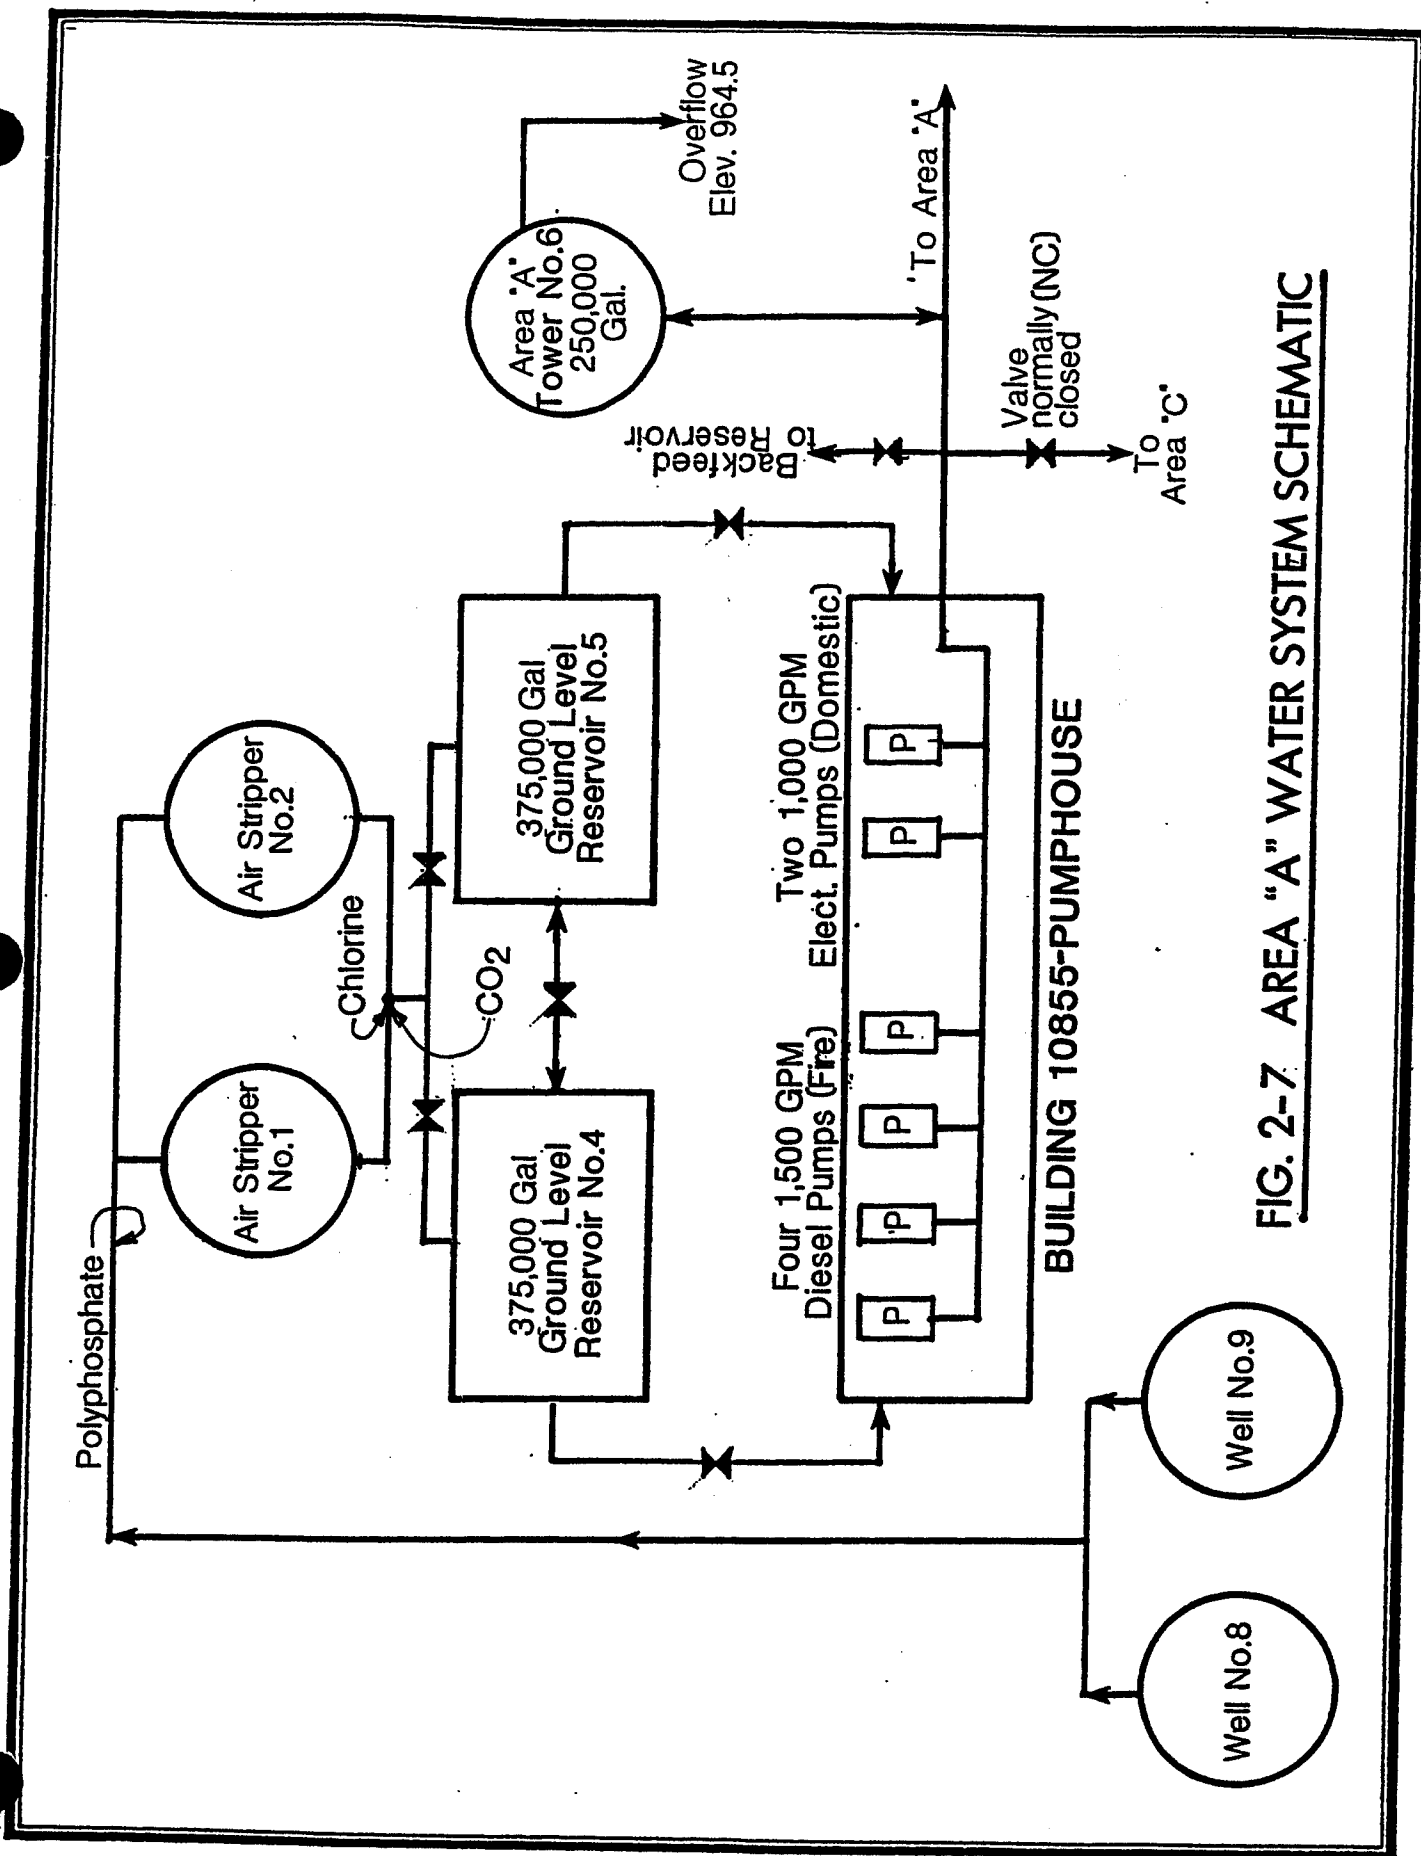 Polyphosphate
Air Stripper
No.1
Air Stripper
No.2
Chlorine
CO2
375,000 Gal
Ground Level
Reservoir No.4
375,000 Gal
Ground Level
Reservoir No.5
Area "A"
Tower No.6
250,000
Gal.
Overflow
Elev. 964.5
Backfeed
to Reservoir
To Area "A"
Valve
normally (NC)
closed
To
Area "C"
Four 1,500 GPM
Diesel Pumps (Fire)
Two 1,000 GPM
Elect. Pumps (Domestic)
P
P
P
P
P
P
BUILDING 10855-PUMPHOUSE
Well No.8
Well No.9
FIG. 2-7 AREA "A" WATER SYSTEM SCHEMATIC